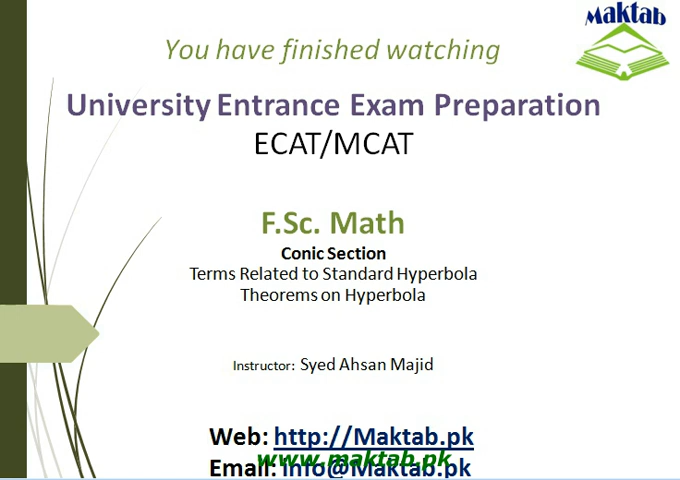 Maktab
You have finished watching
University Entrance Exam Preparation
ECAT/MCAT
F.Sc. Math
Conic Section
Terms Related to Standard Hyperbola
Theorems on Hyperbola
Instructor: Syed Ahsan Majid
Web: http://Maktab.pk
www.maktab.pk
Email: info@Maktab.pk